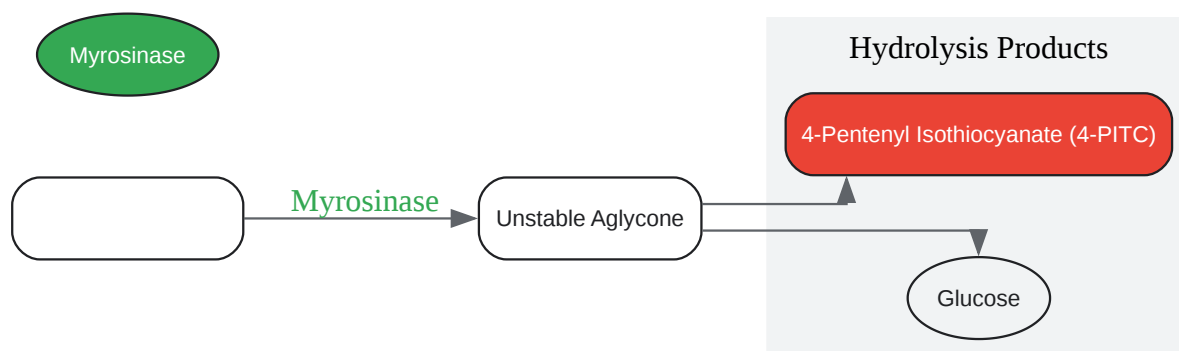 Myrosinase
Hydrolysis Products
4-Pentenyl Isothiocyanate (4-PITC)
Myrosinase
Unstable Aglycone
Glucose